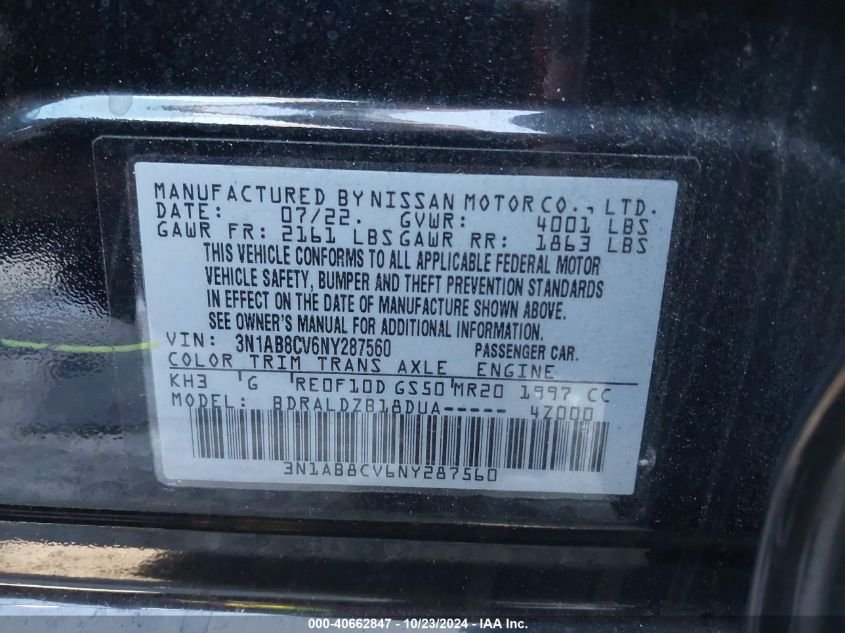 MANUFACTURED BY NISSAN MOTOR CO., LTD.
DATE: 07/22. GVWR: 4001 LBS
GAWR FR: 2161 LBS GAWR RR: 1863 LBS
THIS VEHICLE CONFORMS TO ALL APPLICABLE FEDERAL MOTOR
VEHICLE SAFETY, BUMPER AND THEFT PREVENTION STANDARDS
IN EFFECT ON THE DATE OF MANUFACTURE SHOWN ABOVE.
SEE OWNER'S MANUAL FOR ADDITIONAL INFORMATION.
VIN: 3N1AB8CV6NY287560 PASSENGER CAR.
COLOR TRIM TRANS AXLE ENGINE
KH3 G RE0F10D GS50 MR20 1997 CC
MODEL: BDRALDZB18DUA----- 4Z000
3N1AB8CV6NY287560
000-40662847 - 10/23/2024 - IAA Inc.